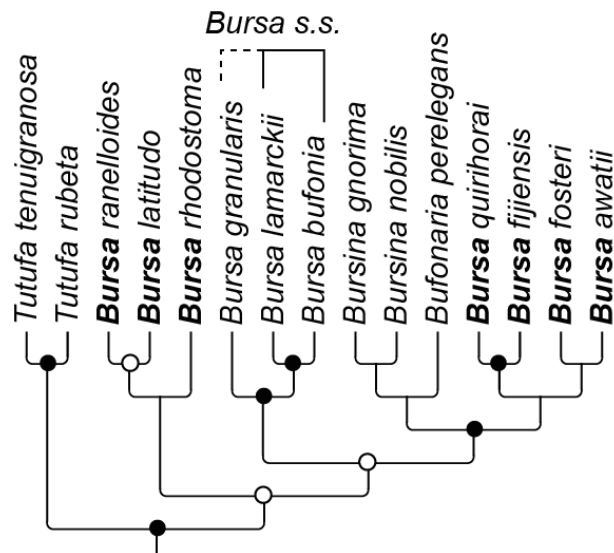 Bursa s.s.
Tutufa tenuigranosa
Tutufa rubeta
Bursa ranelloides
Bursa latitudo
Bursa rhodostoma
Bursa granularis
Bursa lamarckii
Bursa bufonia
Bursina gnorima
Bursina nobilis
Bufonaria perelegans
Bursa quirihorai
Bursa fijiensis
Bursa fosteri
Bursa awatii